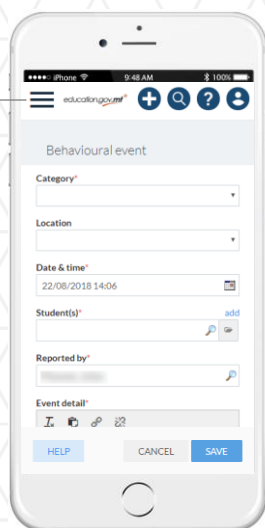 iPhone 9:48 AM 100%
education.gov.mt
Behavioural event
Category*
Location
Date & time*
22/08/2018 14:06
Student(s)* add
Reported by*
Event detail*
HELP CANCEL SAVE